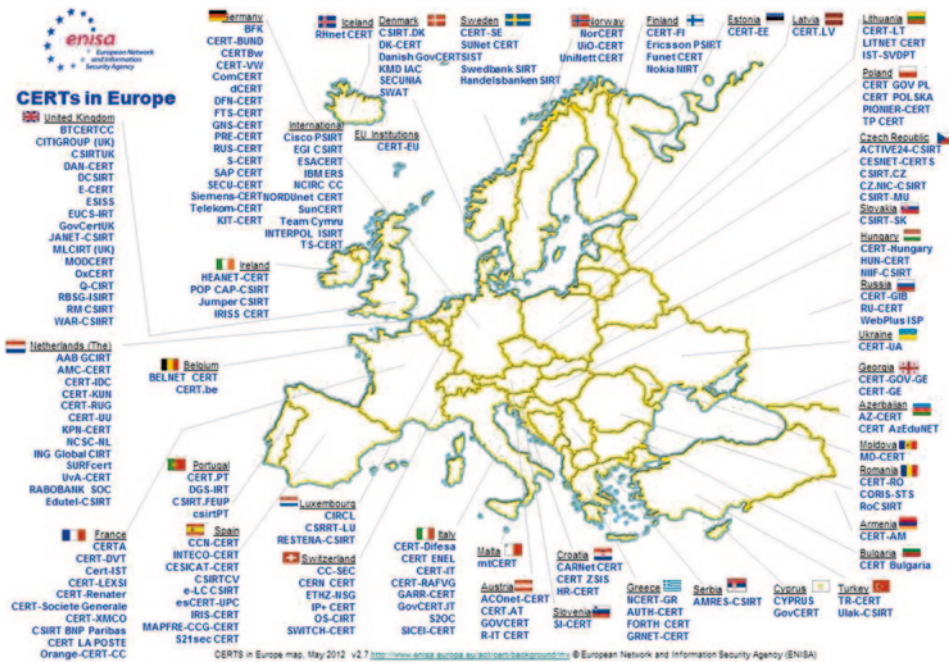 enisa
European Network
and Information
Security Agency
CERTs in Europe
United Kingdom
BTCERTCC
CITIGROUP (UK)
CSIRTUK
DAN-CERT
DCSIRT
E-CERT
ESISS
EUCS-IRT
GovCertUK
JANET-CSIRT
MLCIRT (UK)
MODCERT
OxCERT
Q-CIRT
RBSG-ISIRT
RM CSIRT
WAR-CSIIRT
Germany
BFK
CERT-BUND
CERTBw
CERT-VW
ComCERT
dCERT
DFN-CERT
FTS-CERT
GNS-CERT
PRE-CERT
RUS-CERT
S-CERT
SAP CERT
SECU-CERT
Siemens-CERT
Telekom-CERT
KIT-CERT
Iceland
RHnet CERT
International
Cisco PSIRT
EGI CSIRT
ESACERT
IBM ERS
NCIRC CC
NORDUnet CERT
SunCERT
Team Cymru
INTERPOL ISIRT
TS-CERT
Denmark
CSIRT.DK
DK-CERT
Danish GovCERT
KMD IAC
SECUNIA
SWAT
EU Institutions
CERT-EU
Sweden
CERT-SE
SUNet CERT
SIST
Swedbank SIRT
Handelsbanken SIRT
Norway
NorCERT
UiO-CERT
UniNett CERT
Finland
CERT-FI
Ericsson PSIRT
Funet CERT
Nokia NIRT
Estonia
CERT-EE
Latvia
CERT.LV
Lithuania
CERT-LT
LITNET CERT
IST-SVDPT
Poland
CERT GOV PL
CERT POLSKA
PIONIER-CERT
TP CERT
Czech Republic
ACTIVE24-CSIRT
CESNET-CERTS
CSIRT.CZ
CZ.NIC-CSIRT
CSIRT-MU
Slovakia
CSIRT-SK
Hungary
CERT-Hungary
HUN-CERT
NIIF-CSIRT
Russia
CERT-GIB
RU-CERT
WebPlus ISP
Ukraine
CERT-UA
Georgia
CERT-GOV-GE
CERT-GE
Azerbaijan
AZ-CERT
CERT AzEduNET
Moldova
MD-CERT
Romania
CERT-RO
CORIS-STS
RoCSIRT
Armenia
CERT-AM
Bulgaria
CERT Bulgaria
Ireland
HEANET-CERT
POP CAP-CSIRT
Jumper CSIRT
IRISS CERT
Netherlands (The)
AAB GCIRT
AMC-CERT
CERT-IDC
CERT-KUN
CERT-RUG
CERT-UU
KPN-CERT
NCSC-NL
ING Global CIRT
SURFcert
UvA-CERT
RABOBANK SOC
Edutel-CSIRT
Belgium
BELNET CERT
CERT.be
Portugal
CERT.PT
DGS-IRT
CSIRT.FEUP
csirtPT
Luxembourg
CIRCL
CSRRT-LU
RESTENA-CSIRT
France
CERTA
CERT-DVT
Cert-IST
CERT-LEXSI
CERT-Renater
CERT-Societe Generale
CERT-XMCO
CSIRT BNP Paribas
CERT LA POSTE
Orange-CERT-CC
Spain
CCN-CERT
INTECO-CERT
CESICAT-CERT
CSIRTCV
e-LC CSIRT
esCERT-UPC
IRIS-CERT
MAPFRE-CCG-CERT
S21sec CERT
Switzerland
CC-SEC
CERN CERT
ETHZ-NSG
IP+ CERT
OS-CIRT
SWITCH-CERT
Italy
CERT-Difesa
CERT ENEL
CERT-IT
CERT-RAFVG
GARR-CERT
GovCERT.IT
S2OC
SICEI-CERT
Malta
mtCERT
Austria
ACOnet-CERT
CERT.AT
GOVCERT
R-IT CERT
Croatia
CARNet CERT
CERT ZSIS
HR-CERT
Slovenia
SI-CERT
Greece
NCERT-GR
AUTH-CERT
FORTH CERT
GRNET-CERT
Serbia
AMRES-CSIRT
Cyprus
CYPRUS
GovCERT
Turkey
TR-CERT
Ulak-CSIRT
CERTS in Europe map, May 2012 v2.7 http://www.enisa.europa.eu/act/cert/background/inv © European Network and Information Security Agency (ENISA)